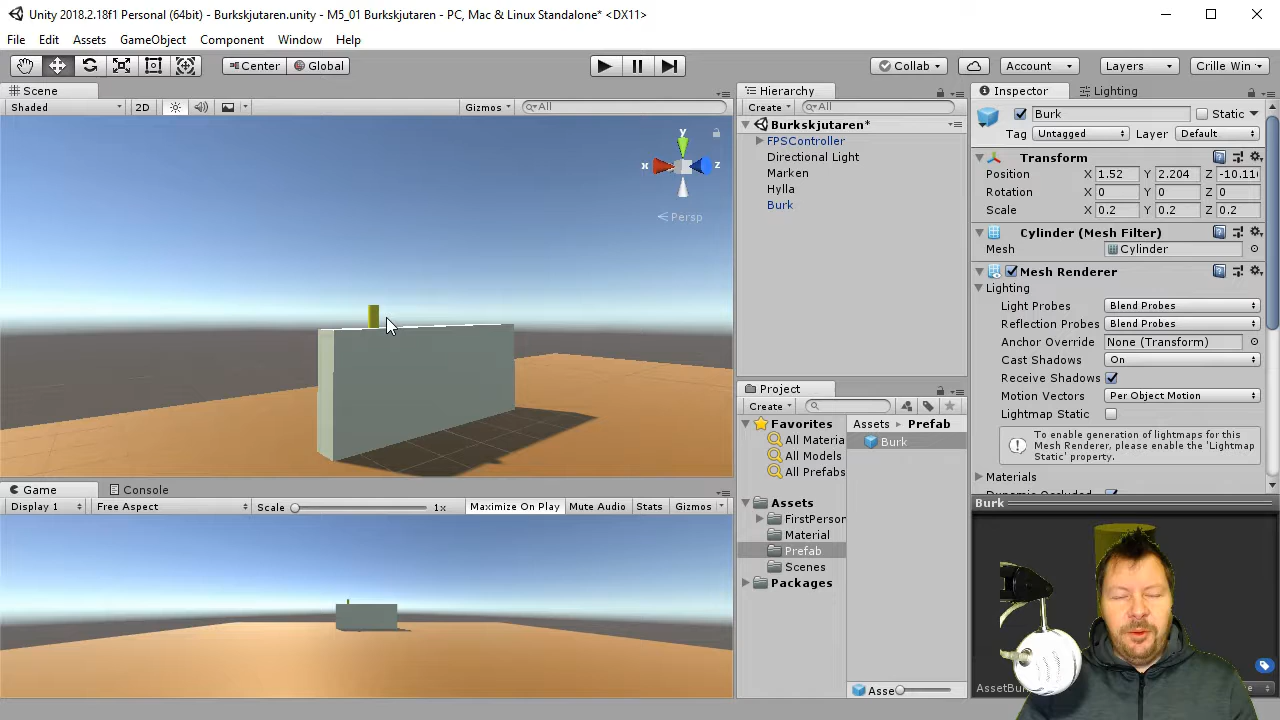 Unity 2018.2.18f1 Personal (64bit) - Burkskjutaren.unity - M5_01 Burkskjutaren - PC, Mac & Linux Standalone* <DX11>
File Edit Assets GameObject Component Window Help
Center Global Collab Account Layers Crille Win
Scene
Shaded 2D Gizmos All
y
x z
Persp
Hierarchy
Create All
Burkskjutaren*
FPSController
Directional Light
Marken
Hylla
Burk
Inspector Lighting
Burk Static
Tag Untagged Layer Default
Transform
Position X 1.52 Y 2.204 Z
Rotation X 0 Y 0 Z 0
Scale X 0.2 Y 0.2 Z 0.2
Cylinder (Mesh Filter)
Mesh Cylinder
Mesh Renderer
Lighting
Light Probes Blend Probes
Reflection Probes Blend Probes
Anchor Override None (Transform)
Cast Shadows On
Receive Shadows
Motion Vectors Per Object Motion
Lightmap Static
To enable generation of lightmaps for this
Mesh Renderer, please enable the 'Lightmap
Static' property.
Materials
Project
Create
Favorites
All Materia
All Models
All Prefabs
Assets
FirstPerson
Material
Prefab
Scenes
Packages
Assets Prefab
Burk
Asse
Game Console
Display 1 Free Aspect Scale 1x Maximize On Play Mute Audio Stats Gizmos
Burk